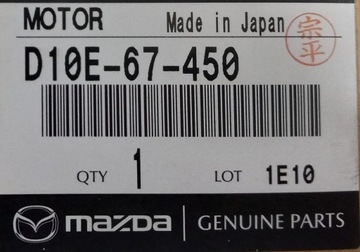 MOTOR Made in Japan
宗平
D10E-67-450
QTY 1 LOT 1E10
mazda GENUINE PARTS